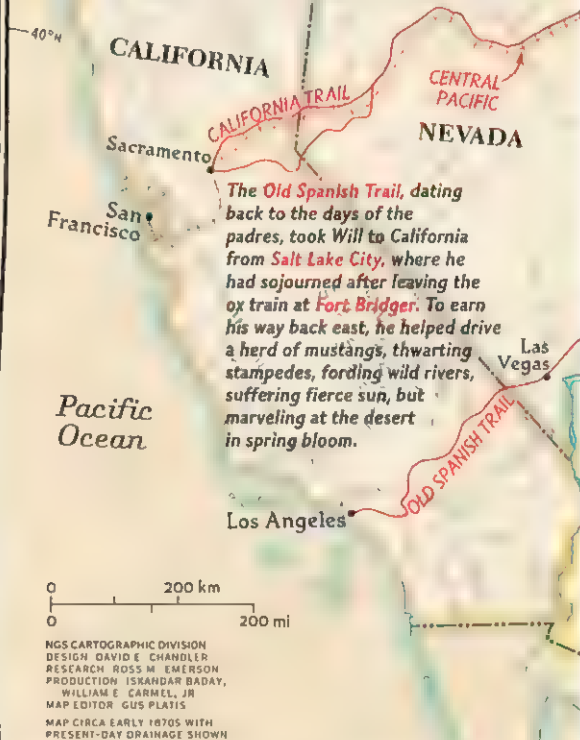 40°N
CALIFORNIA
CENTRAL
PACIFIC
CALIFORNIA TRAIL
NEVADA
Sacramento
San
Francisco
The Old Spanish Trail, dating
back to the days of the
padres, took Will to California
from Salt Lake City, where he
had sojourned after leaving the
ox train at Fort Bridger. To earn
his way back east, he helped drive
a herd of mustangs, thwarting
stampedes, fording wild rivers,
suffering fierce sun, but
marveling at the desert
in spring bloom.
Las
Vegas
Pacific
Ocean
OLD SPANISH TRAIL
Los Angeles
0 200 km
0 200 mi
NGS CARTOGRAPHIC DIVISION
DESIGN DAVID E CHANDLER
RESEARCH ROSS M EMERSON
PRODUCTION ISKANDAR BADAY,
WILLIAM E CARMEL, JR
MAP EDITOR GUS PLATIS
MAP CIRCA EARLY 1870S WITH
PRESENT-DAY DRAINAGE SHOWN